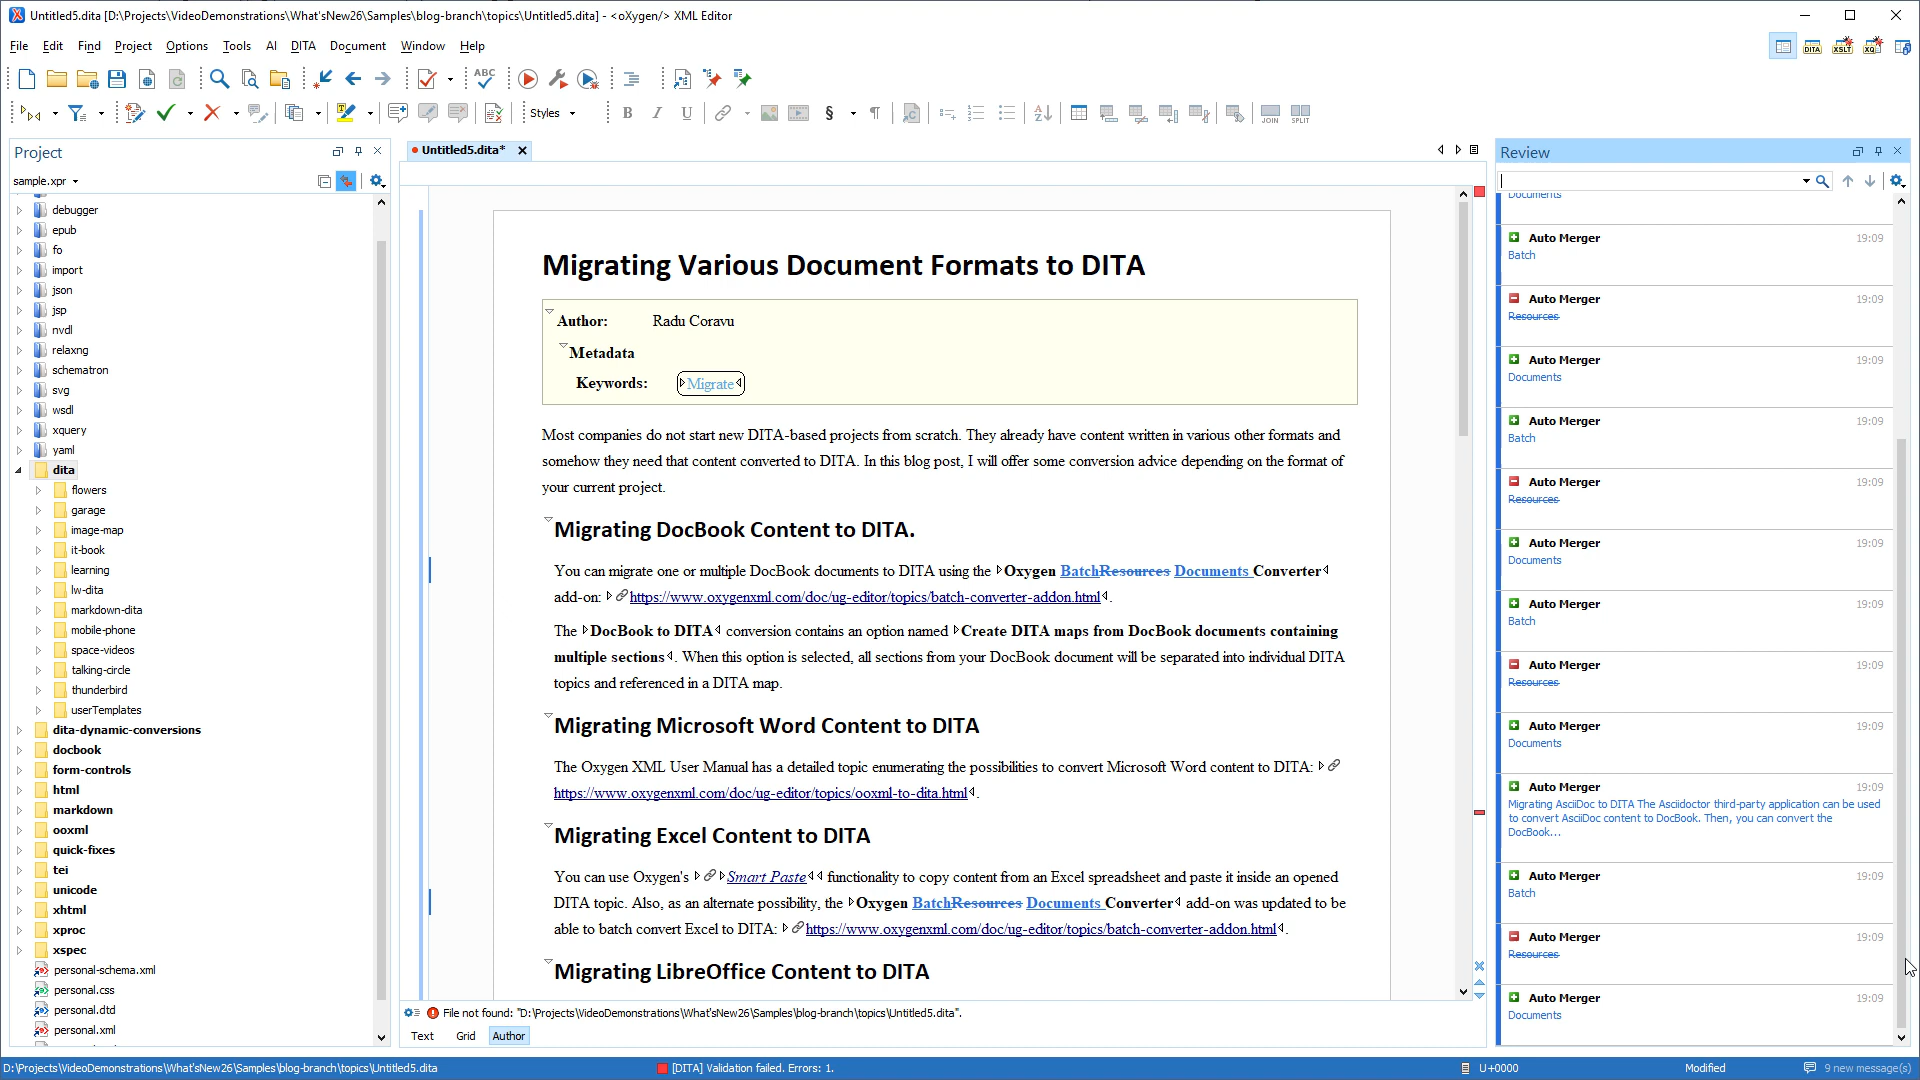 Untitled5.dita [D:\Projects\VideoDemonstrations\What'sNew26\Samples\blog-branch\topics\Untitled5.dita] - <oXygen/> XML Editor
File Edit Find Project Options Tools AI DITA Document Window Help
DITA XSLT XQ
ABC
Styles B I U § ¶ JOIN SPLIT
Project
sample.xpr
debugger
epub
fo
import
json
jsp
nvdl
relaxng
schematron
svg
wsdl
xquery
yaml
dita
flowers
garage
image-map
it-book
learning
lw-dita
markdown-dita
mobile-phone
space-videos
talking-circle
thunderbird
userTemplates
dita-dynamic-conversions
docbook
form-controls
html
markdown
ooxml
quick-fixes
tei
unicode
xhtml
xproc
xspec
personal-schema.xml
personal.css
personal.dtd
personal.xml
Untitled5.dita*
Migrating Various Document Formats to DITA
Author: Radu Coravu
Metadata
Keywords: Migrate
Most companies do not start new DITA-based projects from scratch. They already have content written in various other formats and
somehow they need that content converted to DITA. In this blog post, I will offer some conversion advice depending on the format of
your current project.
Migrating DocBook Content to DITA.
You can migrate one or multiple DocBook documents to DITA using the Oxygen BatchResources Documents Converter
add-on: https://www.oxygenxml.com/doc/ug-editor/topics/batch-converter-addon.html.
The DocBook to DITA conversion contains an option named Create DITA maps from DocBook documents containing
multiple sections. When this option is selected, all sections from your DocBook document will be separated into individual DITA
topics and referenced in a DITA map.
Migrating Microsoft Word Content to DITA
The Oxygen XML User Manual has a detailed topic enumerating the possibilities to convert Microsoft Word content to DITA:
https://www.oxygenxml.com/doc/ug-editor/topics/ooxml-to-dita.html.
Migrating Excel Content to DITA
You can use Oxygen's Smart Paste functionality to copy content from an Excel spreadsheet and paste it inside an opened
DITA topic. Also, as an alternate possibility, the Oxygen BatchResources Documents Converter add-on was updated to be
able to batch convert Excel to DITA: https://www.oxygenxml.com/doc/ug-editor/topics/batch-converter-addon.html.
Migrating LibreOffice Content to DITA
File not found: "D:\Projects\VideoDemonstrations\What'sNew26\Samples\blog-branch\topics\Untitled5.dita".
Text Grid Author
Review
Documents
Auto Merger 19:09
Batch
Auto Merger 19:09
Resources
Auto Merger 19:09
Documents
Auto Merger 19:09
Batch
Auto Merger 19:09
Resources
Auto Merger 19:09
Documents
Auto Merger 19:09
Batch
Auto Merger 19:09
Resources
Auto Merger 19:09
Documents
Auto Merger 19:09
Migrating AsciiDoc to DITA The Asciidoctor third-party application can be used
to convert AsciiDoc content to DocBook. Then, you can convert the
DocBook...
Auto Merger 19:09
Batch
Auto Merger 19:09
Resources
Auto Merger 19:09
Documents
D:\Projects\VideoDemonstrations\What'sNew26\Samples\blog-branch\topics\Untitled5.dita [DITA] Validation failed. Errors: 1. U+0000 Modified 9 new message(s)